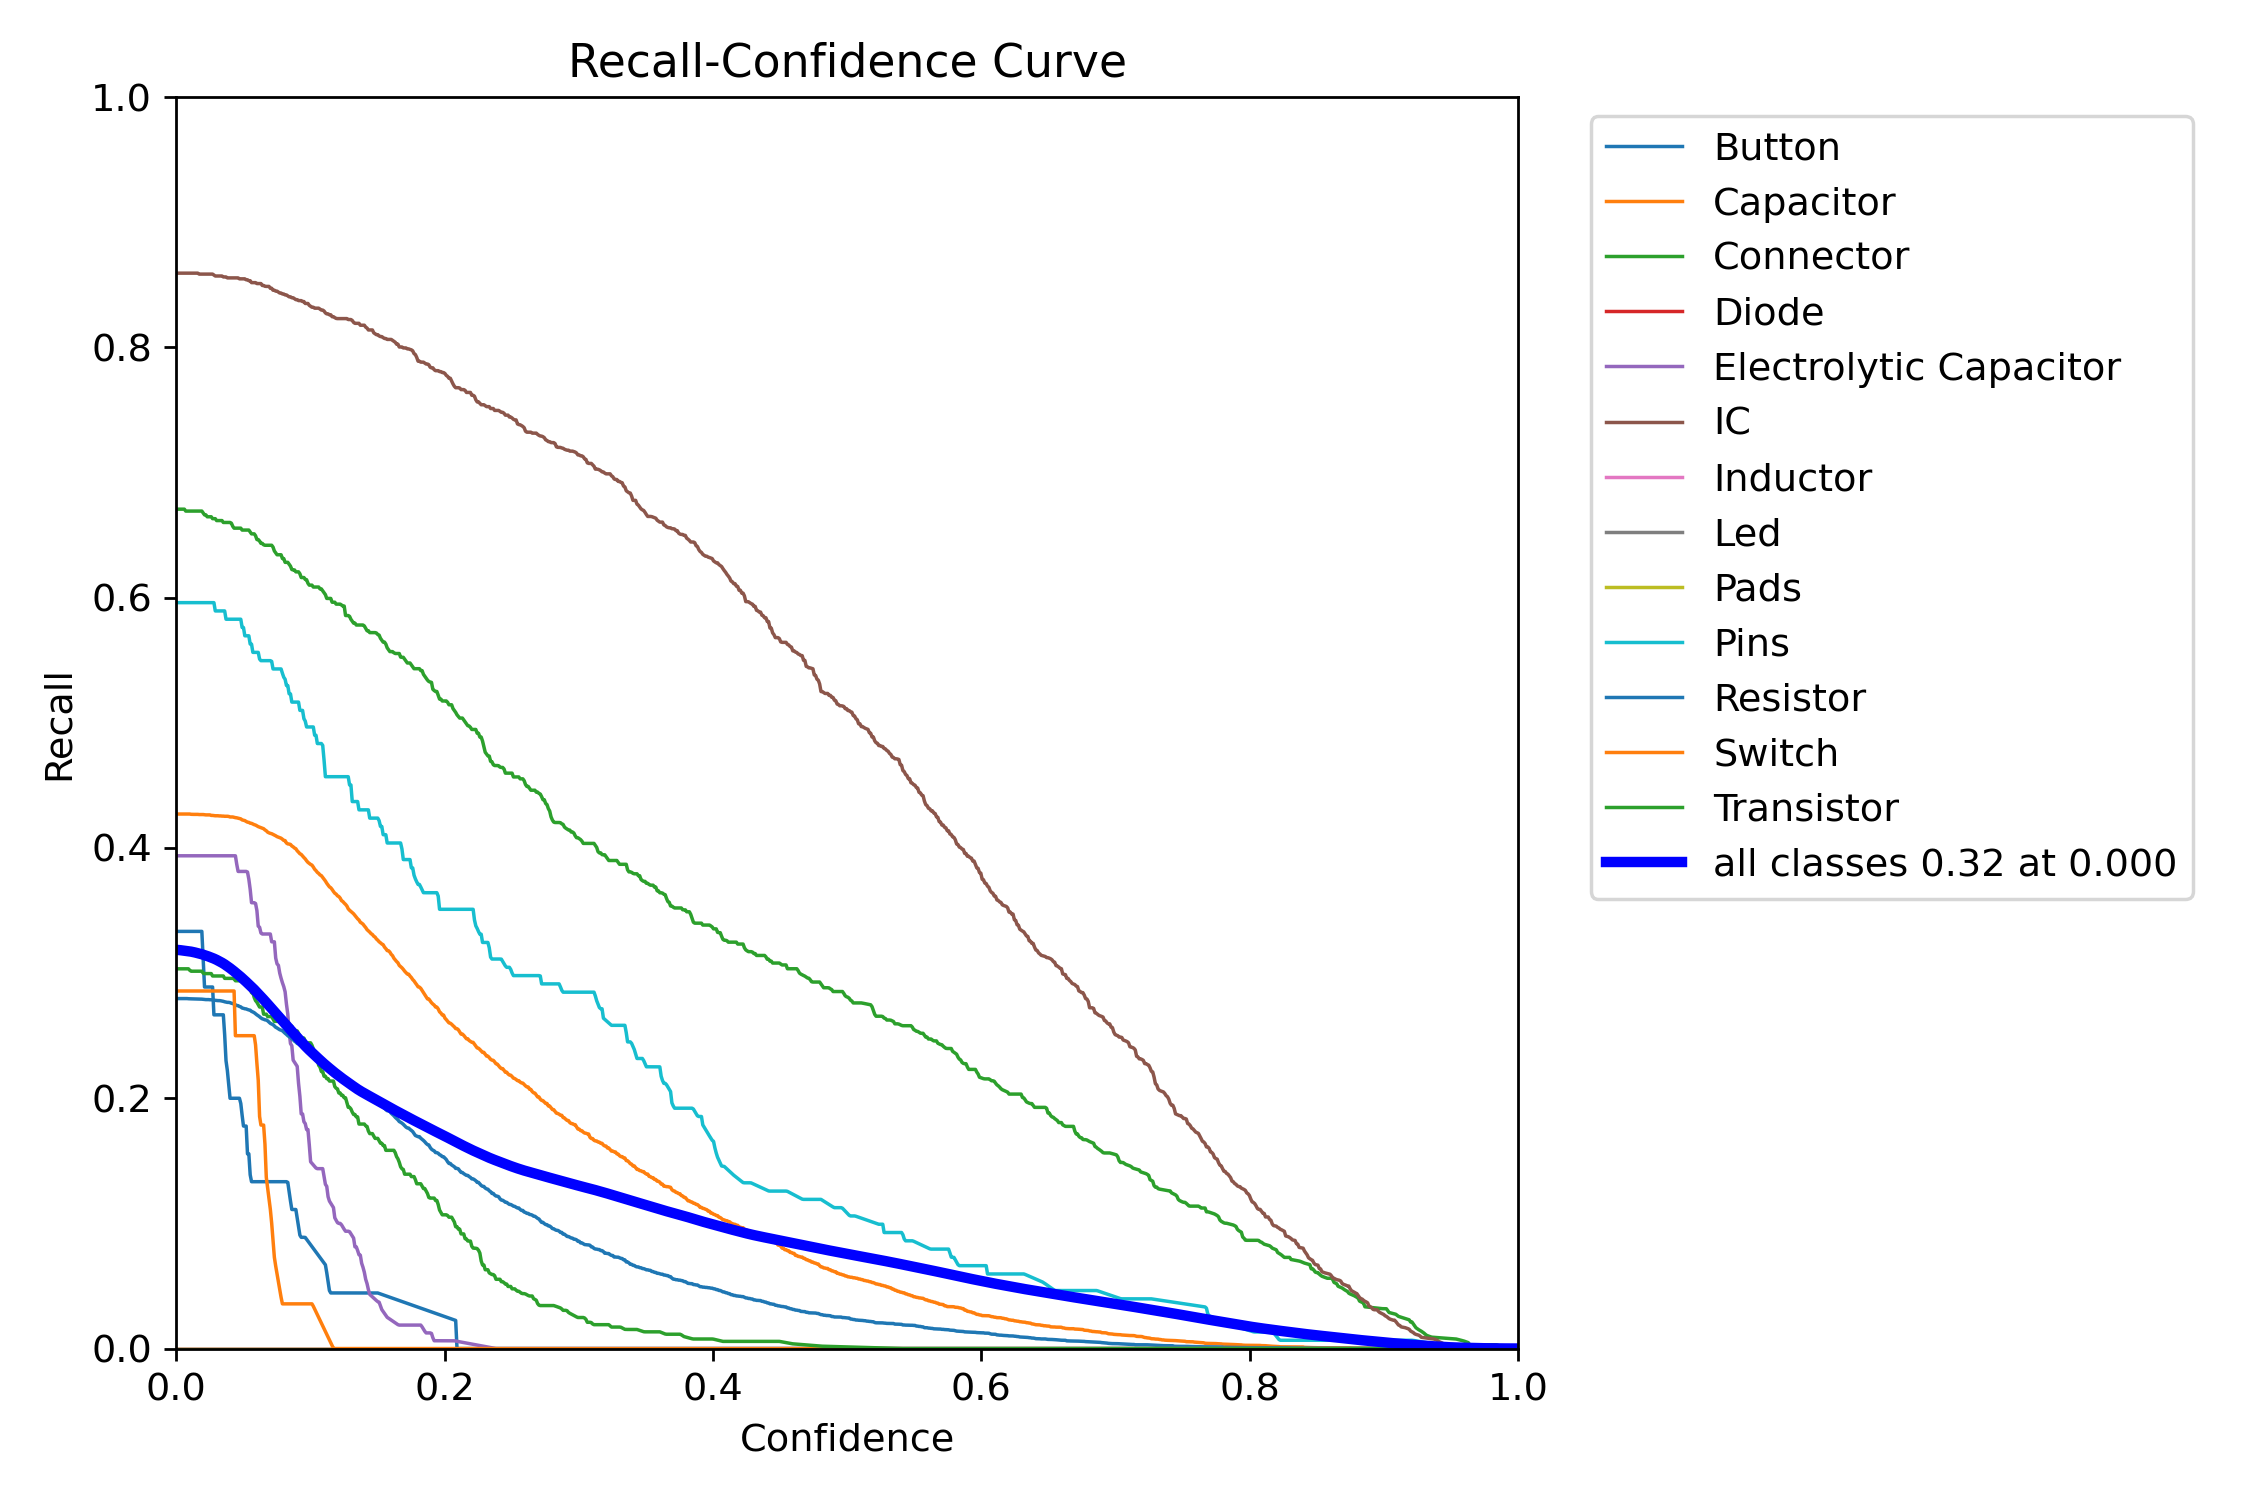 Recall-Confidence Curve
1.0
0.8
0.6
0.4
0.2
0.0
Recall
0.0 0.2 0.4 0.6 0.8 1.0
Confidence
Button
Capacitor
Connector
Diode
Electrolytic Capacitor
IC
Inductor
Led
Pads
Pins
Resistor
Switch
Transistor
all classes 0.32 at 0.000